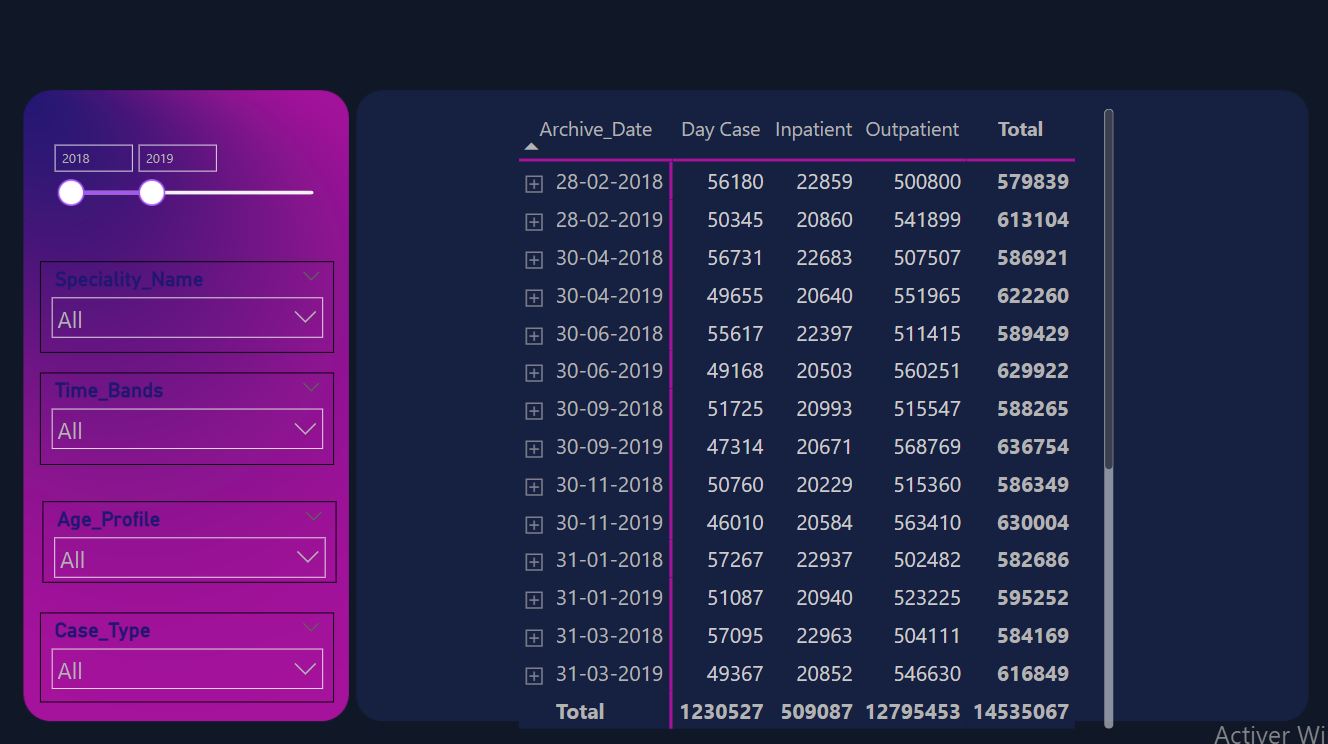 2018 2019
Speciality_Name
All
Time_Bands
All
Age_Profile
All
Case_Type
All
Archive_Date Day Case Inpatient Outpatient Total
28-02-2018 56180 22859 500800 579839
28-02-2019 50345 20860 541899 613104
30-04-2018 56731 22683 507507 586921
30-04-2019 49655 20640 551965 622260
30-06-2018 55617 22397 511415 589429
30-06-2019 49168 20503 560251 629922
30-09-2018 51725 20993 515547 588265
30-09-2019 47314 20671 568769 636754
30-11-2018 50760 20229 515360 586349
30-11-2019 46010 20584 563410 630004
31-01-2018 57267 22937 502482 582686
31-01-2019 51087 20940 523225 595252
31-03-2018 57095 22963 504111 584169
31-03-2019 49367 20852 546630 616849
Total 1230527 509087 12795453 14535067
Activer Wi